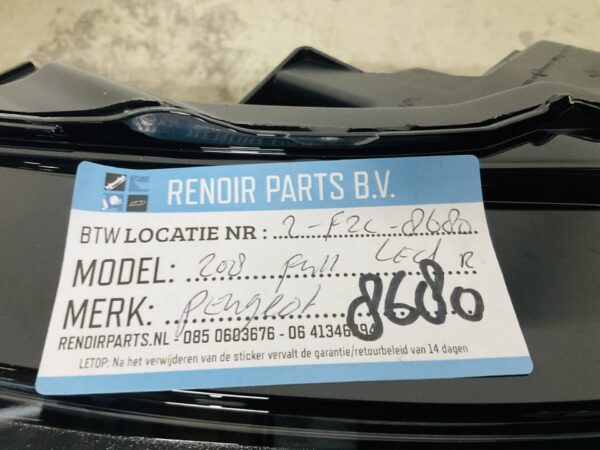 RENOIR PARTS B.V.
BTW LOCATIE NR : 2-F2C-8680
MODEL: 208 Full LED R
MERK: Peugeot 8680
RENOIRPARTS.NL - 085 0603676 - 06 41346
LETOP: Na het verwijderen van de sticker vervalt de garantie/retourbeleid van 14 dagen